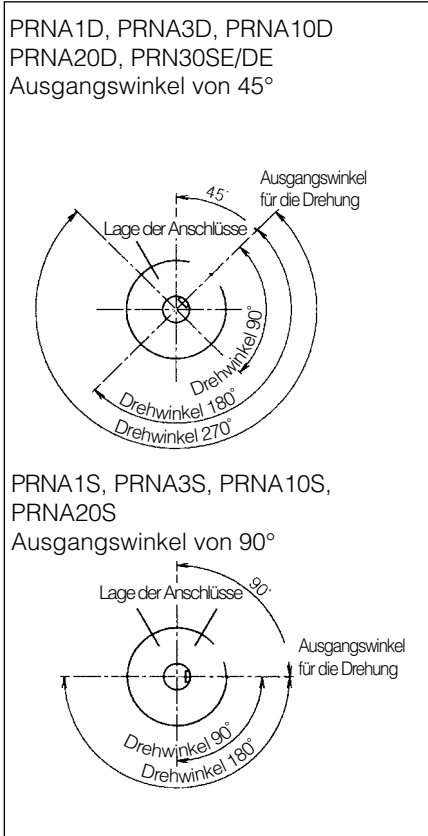 PRNA1D, PRNA3D, PRNA10D
PRNA20D, PRN30SE/DE
Ausgangswinkel von 45°
45°
Ausgangswinkel
für die Drehung
Lage der Anschlüsse
Drehwinkel 90°
Drehwinkel 180°
Drehwinkel 270°
PRNA1S, PRNA3S, PRNA10S,
PRNA20S
Ausgangswinkel von 90°
90°
Lage der Anschlüsse
Ausgangswinkel
für die Drehung
Drehwinkel 90°
Drehwinkel 180°